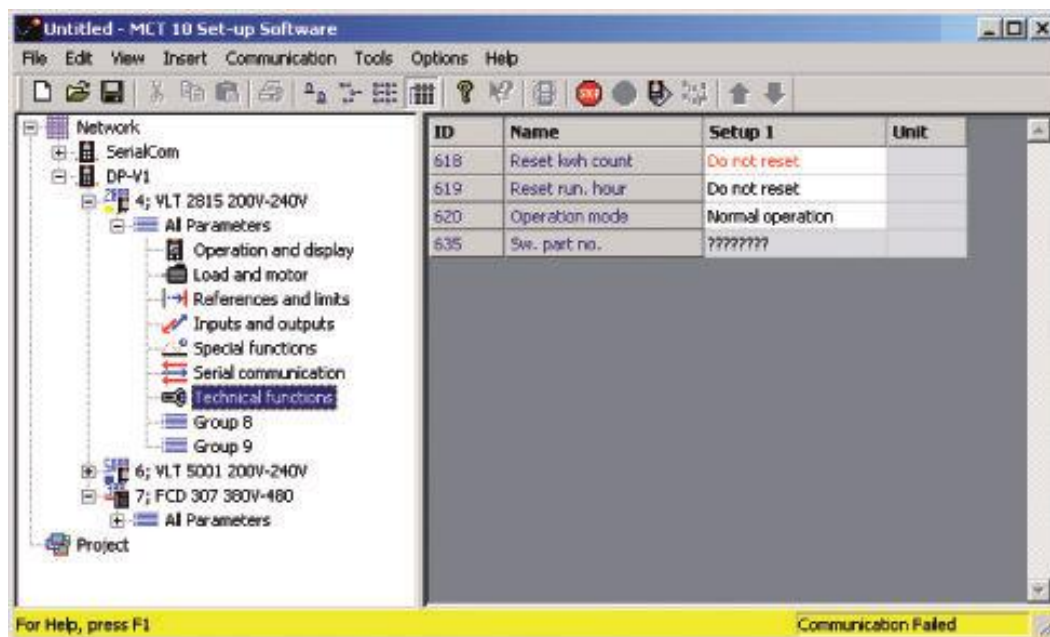 Untitled - MCT 10 Set-up Software
File Edit View Insert Communication Tools Options Help
STOP
Network
SerialCom
DP-V1
4; VLT 2815 200V-240V
All Parameters
Operation and display
Load and motor
References and limits
Inputs and outputs
Special functions
Serial communication
Technical functions
Group 8
Group 9
6; VLT 5001 200V-240V
7; FCD 307 380V-480
All Parameters
Project
ID Name Setup 1 Unit
618 Reset kwh count Do not reset
619 Reset run. hour Do not reset
620 Operation mode Normal operation
635 Sw. part no. ????????
For Help, press F1 Communication Failed